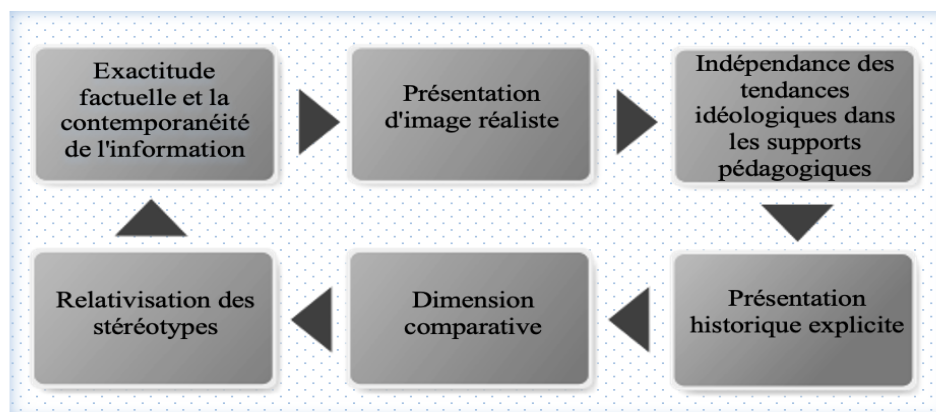 Exactitude
factuelle et la
contemporanéité
de l'information
Présentation
d'image réaliste
Indépendance des
tendances
idéologiques dans
les supports
pédagogiques
Présentation
historique explicite
Dimension
comparative
Relativisation des
stéréotypes